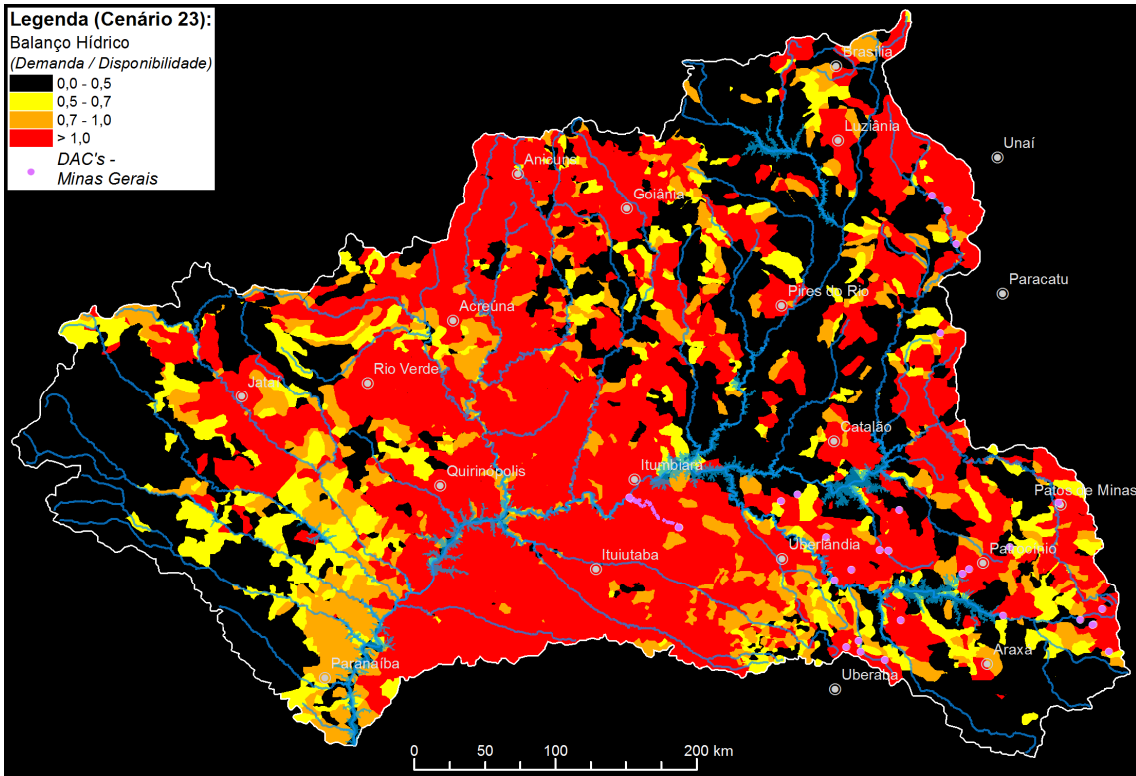 Legenda (Cenário 23):
Balanço Hídrico
(Demanda / Disponibilidade)
0,0 - 0,5
0,5 - 0,7
0,7 - 1,0
> 1,0
DAC's -
Minas Gerais
Brasília
Luziânia
Unaí
Anicuns
Goiânia
Paracatu
Pires do Rio
Acreúna
Rio Verde
Jataí
Catalão
Quirinópolis
Itumbiara
Patos de Minas
Uberlândia
Patrocínio
Ituiutaba
Paranaíba
Araxá
Uberaba
0 50 100 200 km